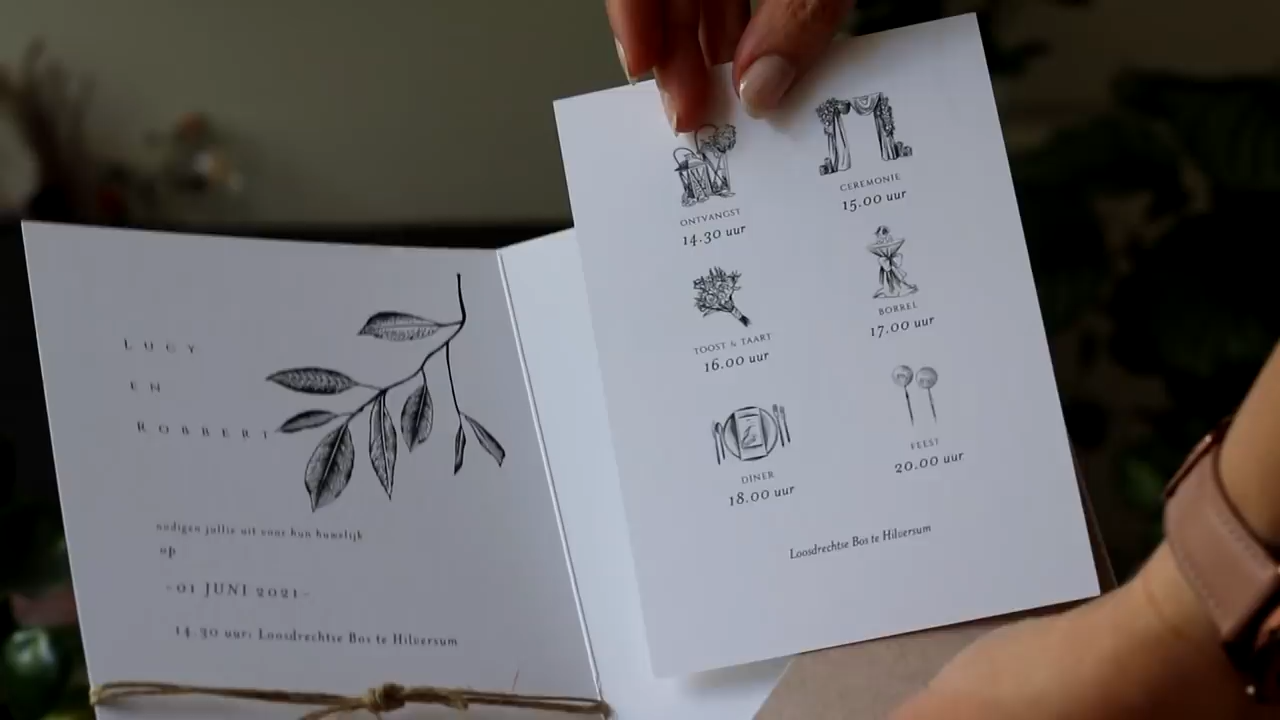 LUCY
EN
ROBBERT
nodigen jullie uit voor hun huwelijk
op
-01 JUNI 2021-
14.30 uur: Loosdrechtse Bos te Hilversum
ONTVANGST
14.30 uur
CEREMONIE
15.00 uur
TOOST & TAART
16.00 uur
BORREL
17.00 uur
DINER
18.00 uur
FEEST
20.00 uur
Loosdrechtse Bos te Hilversum